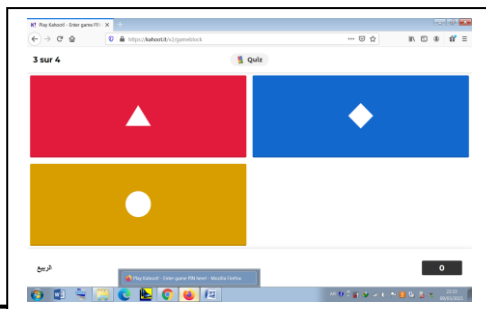 Play Kahoot! - Enter game PIN
https://kahoot.it/v2/gameblock
3 sur 4
Quiz
الربيع
0
Play Kahoot! - Enter game PIN here! - Mozilla Firefox